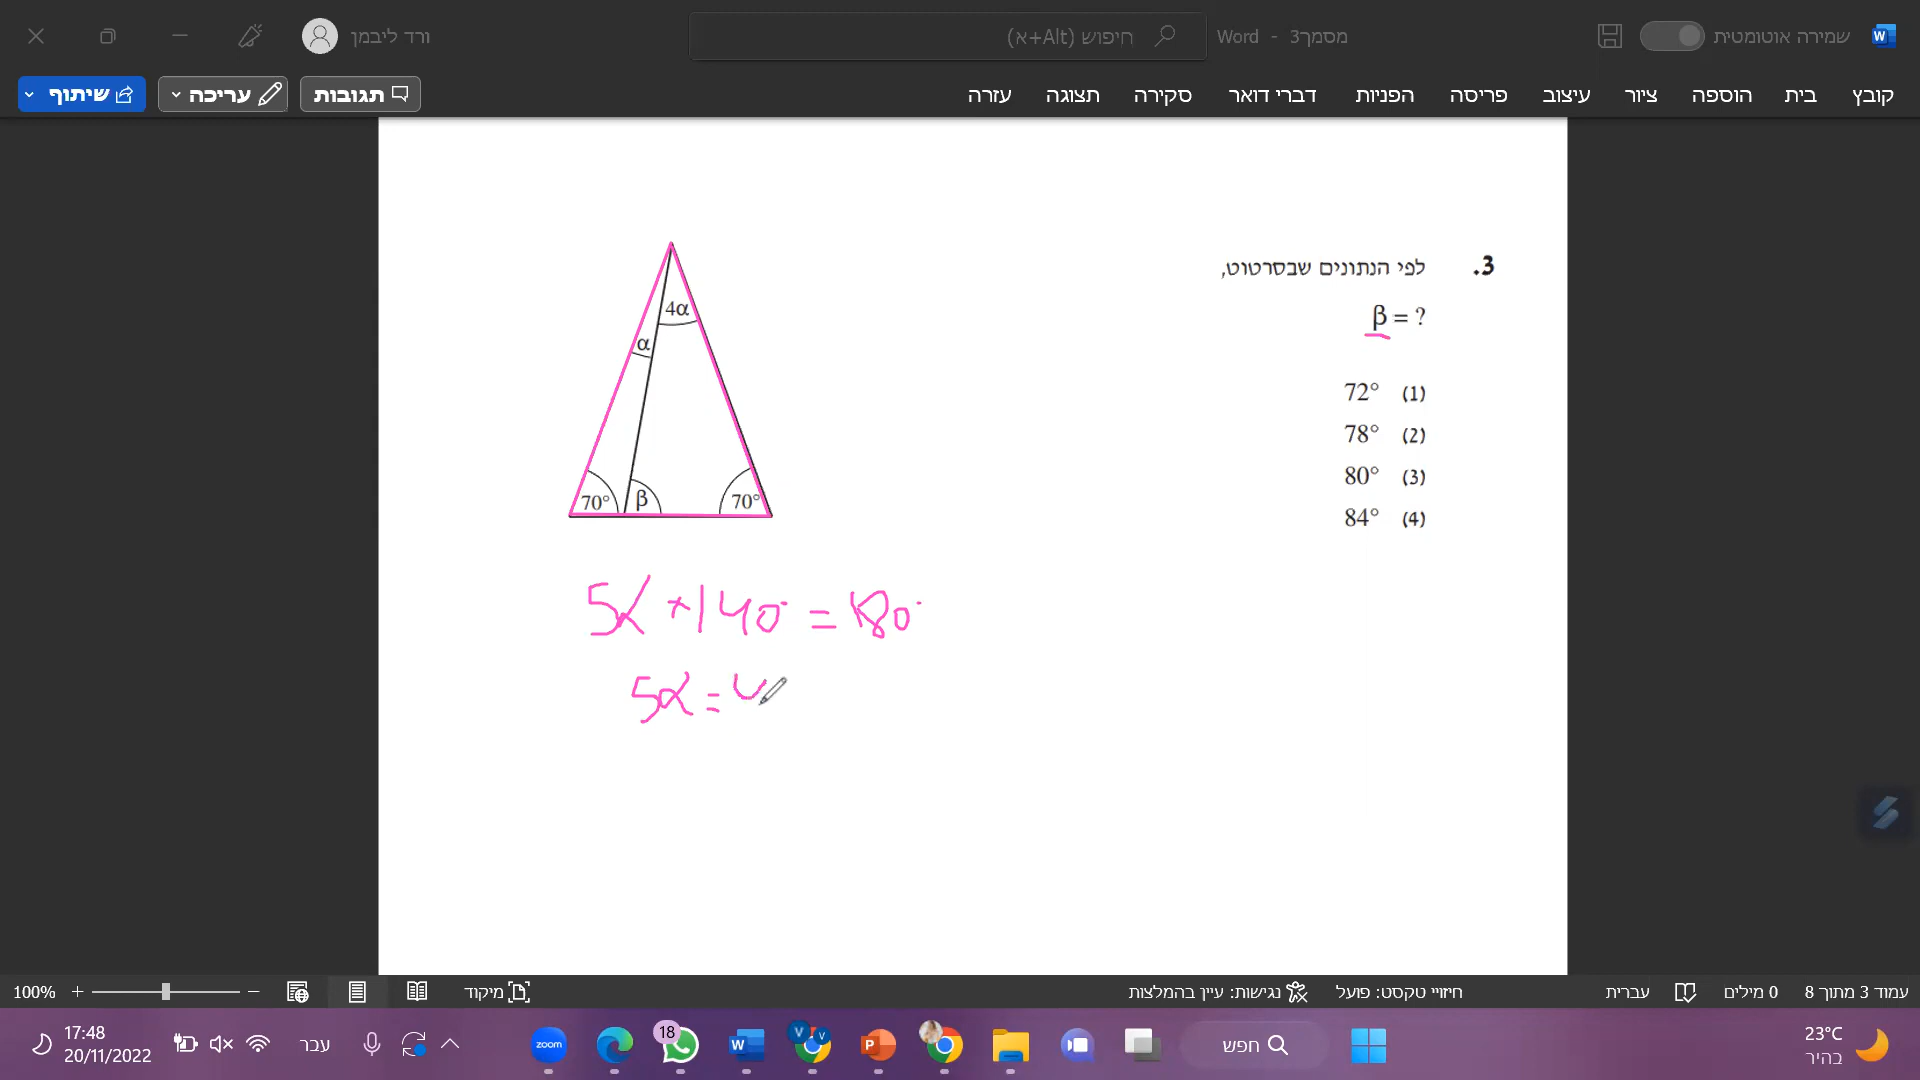 שמירה אוטומטית
מסמך3 - Word
חיפוש (Alt+א)
ורד ליבמן
קובץ בית הוספה ציור עיצוב פריסה הפניות דברי דואר סקירה תצוגה עזרה
תגובות עריכה שיתוף
3. לפי הנתונים שבסרטוט,
β = ?
(1) 72°
(2) 78°
(3) 80°
(4) 84°
4α
α
70° β 70°
5α + 140° = 180°
5α = 4
עמוד 3 מתוך 8 0 מילים עברית חיזויי טקסט: פועל נגישות: עיין בהמלצות מיקוד 100%
23°C
בהיר
חפש
zoom
18
W
V V
P
עבר
17:48
20/11/2022